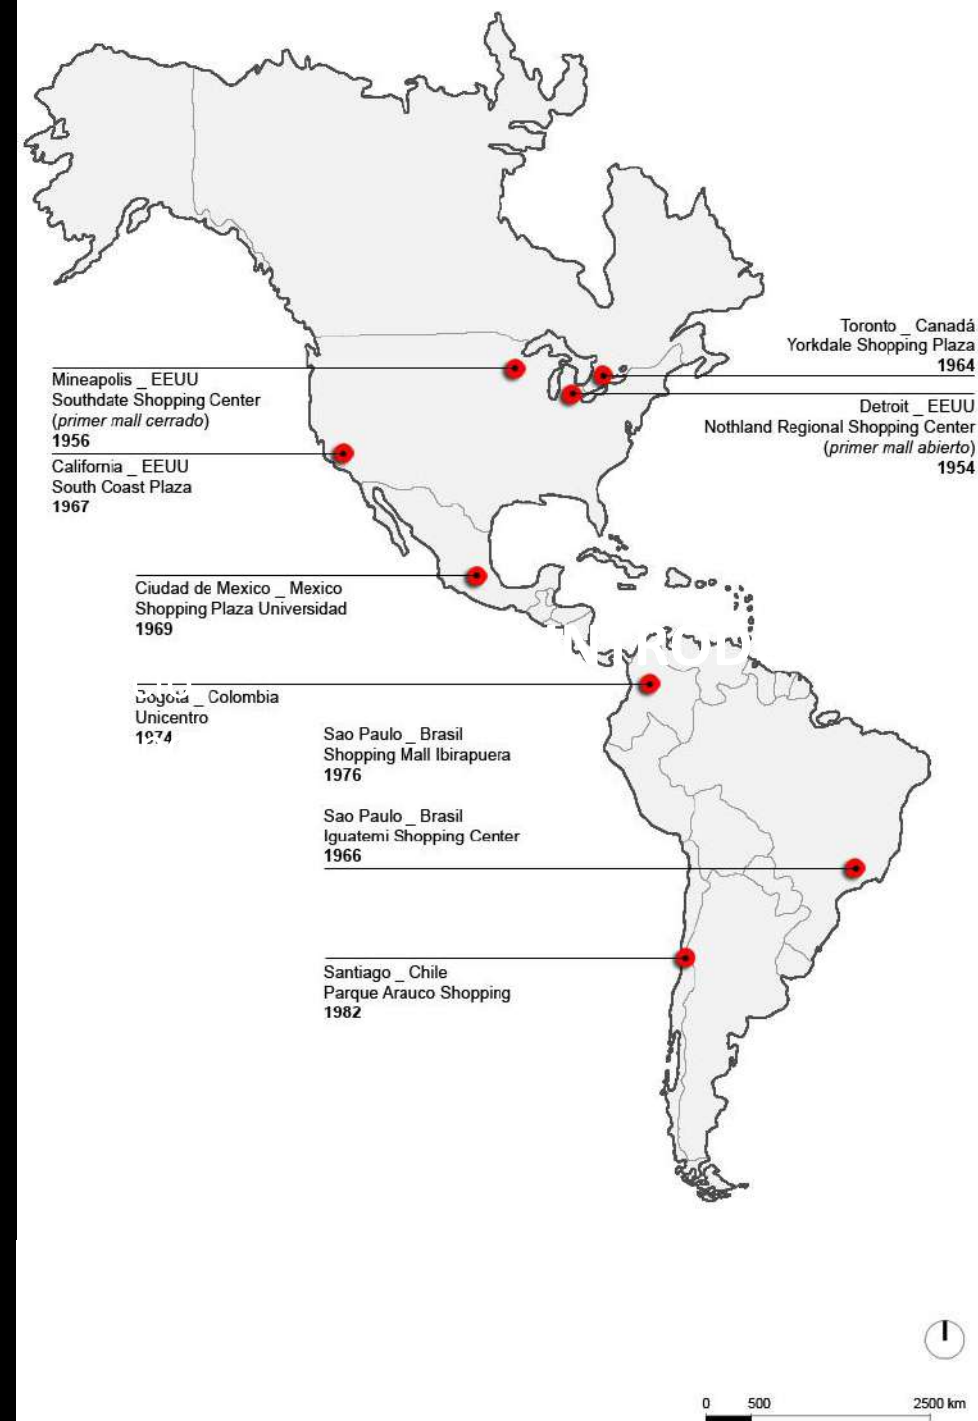 Toronto _ Canadá
Yorkdale Shopping Plaza
1964
Mineapolis _ EEUU
Southdate Shopping Center
(primer mall cerrado)
1956
Detroit _ EEUU
Nothland Regional Shopping Center
(primer mall abierto)
1954
California _ EEUU
South Coast Plaza
1967
Ciudad de Mexico _ Mexico
Shopping Plaza Universidad
1969
INTROD
Bogotá _ Colombia
Unicentro
1974
Sao Paulo _ Brasil
Shopping Mall Ibirapuera
1976
Sao Paulo _ Brasil
Iguatemi Shopping Center
1966
Santiago _ Chile
Parque Arauco Shopping
1982
0 500 2500 km